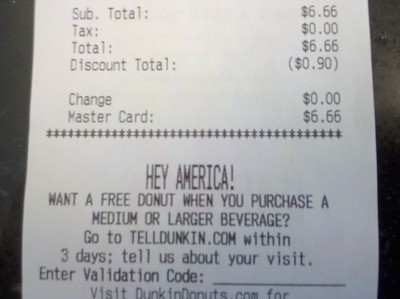 Sub. Total: $6.66
Tax: $0.00
Total: $6.66
Discount Total: ($0.90)
Change $0.00
Master Card: $6.66
****************************************
HEY AMERICA!
WANT A FREE DONUT WHEN YOU PURCHASE A
MEDIUM OR LARGER BEVERAGE?
Go to TELLDUNKIN.COM within
3 days; tell us about your visit.
Enter Validation Code: _______________
Visit DunkinDonuts.com for